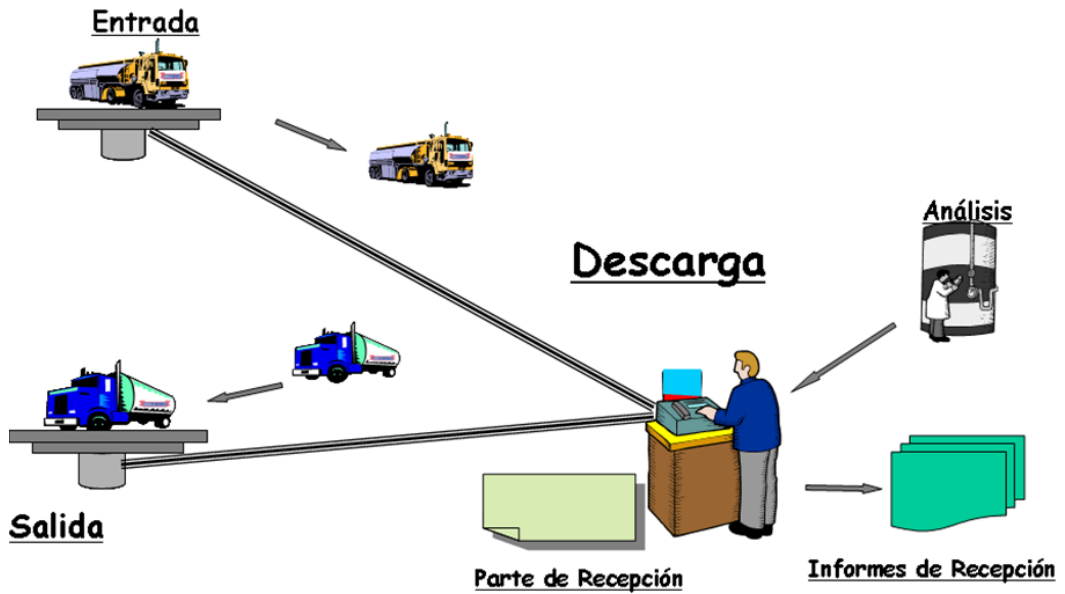 Entrada
Análisis
Descarga
Salida
Parte de Recepción
Informes de Recepción